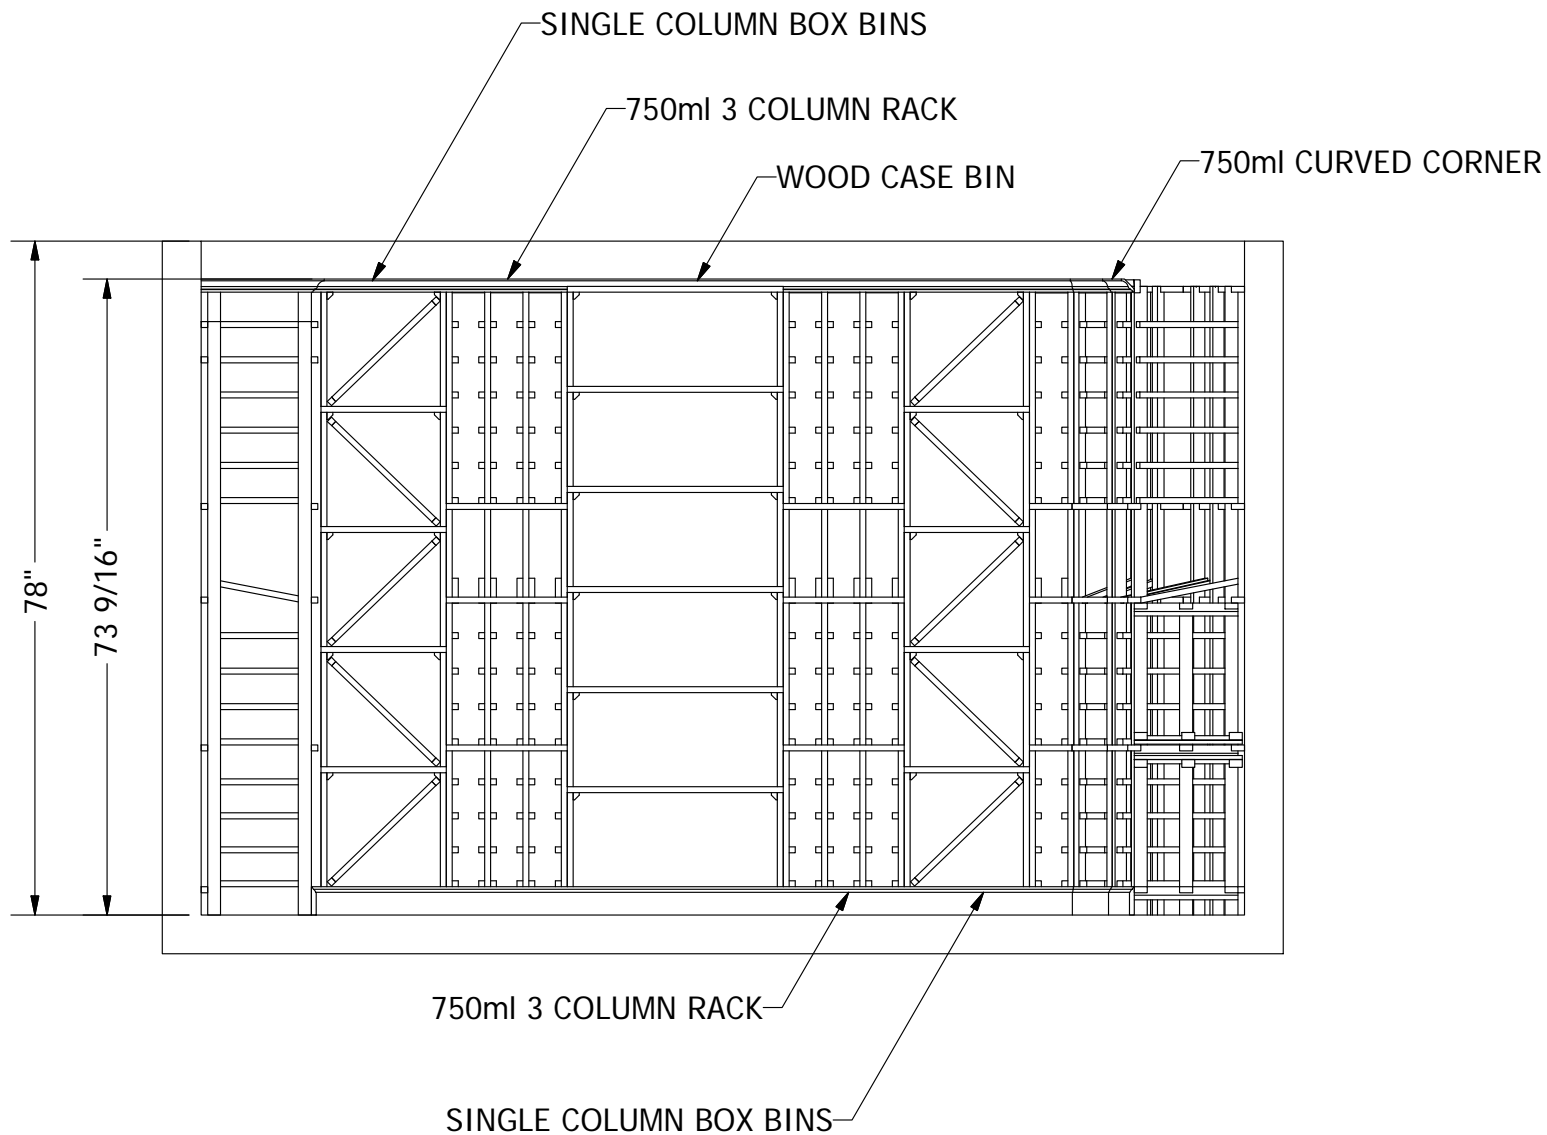 SINGLE COLUMN BOX BINS
750ml 3 COLUMN RACK
750ml CURVED CORNER
WOOD CASE BIN
78"
73 9/16"
750ml 3 COLUMN RACK
SINGLE COLUMN BOX BINS